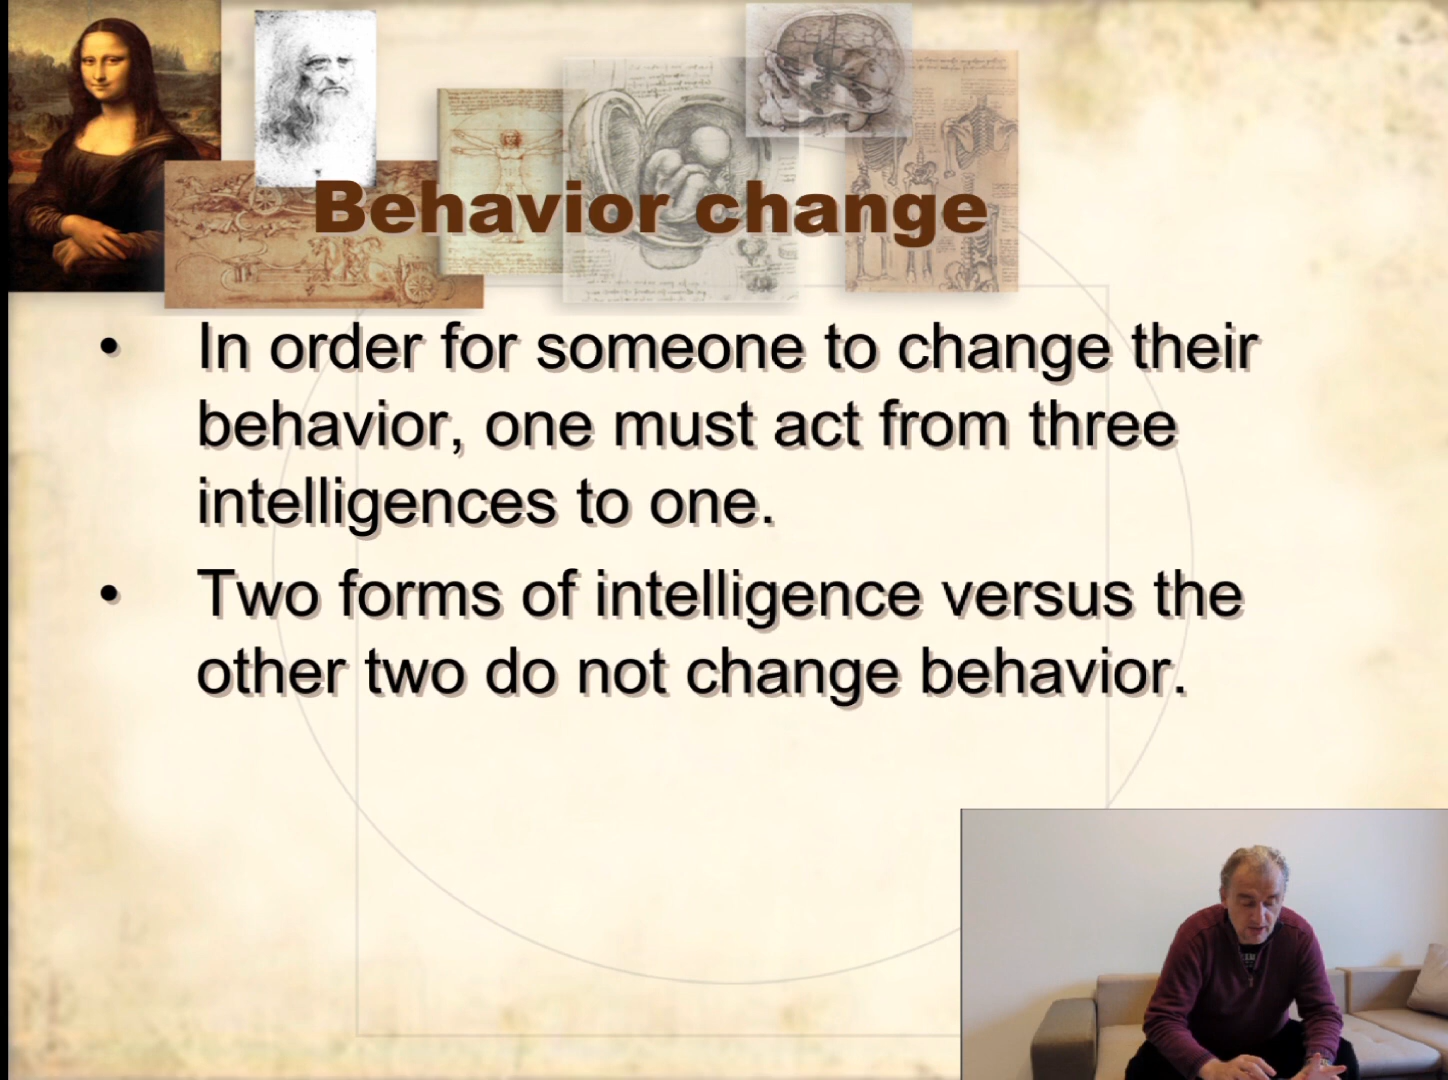 Behavior change
• In order for someone to change their
behavior, one must act from three
intelligences to one.
• Two forms of intelligence versus the
other two do not change behavior.